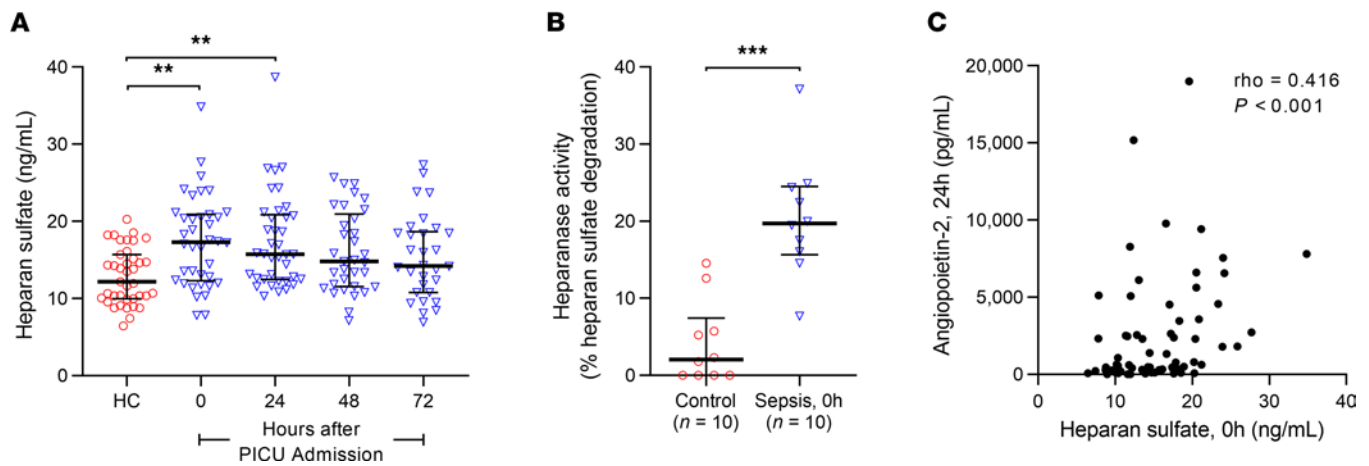 A
Heparan sulfate (ng/mL)
40
30
20
10
0
**
**
HC
0
24
48
72
Hours after
PICU Admission
B
Heparanase activity
(% heparan sulfate degradation)
40
30
20
10
0
***
Control
(n = 10)
Sepsis, 0h
(n = 10)
C
Angiopoietin-2, 24h (pg/mL)
20,000
15,000
10,000
5,000
0
rho = 0.416
P < 0.001
0
10
20
30
40
Heparan sulfate, 0h (ng/mL)